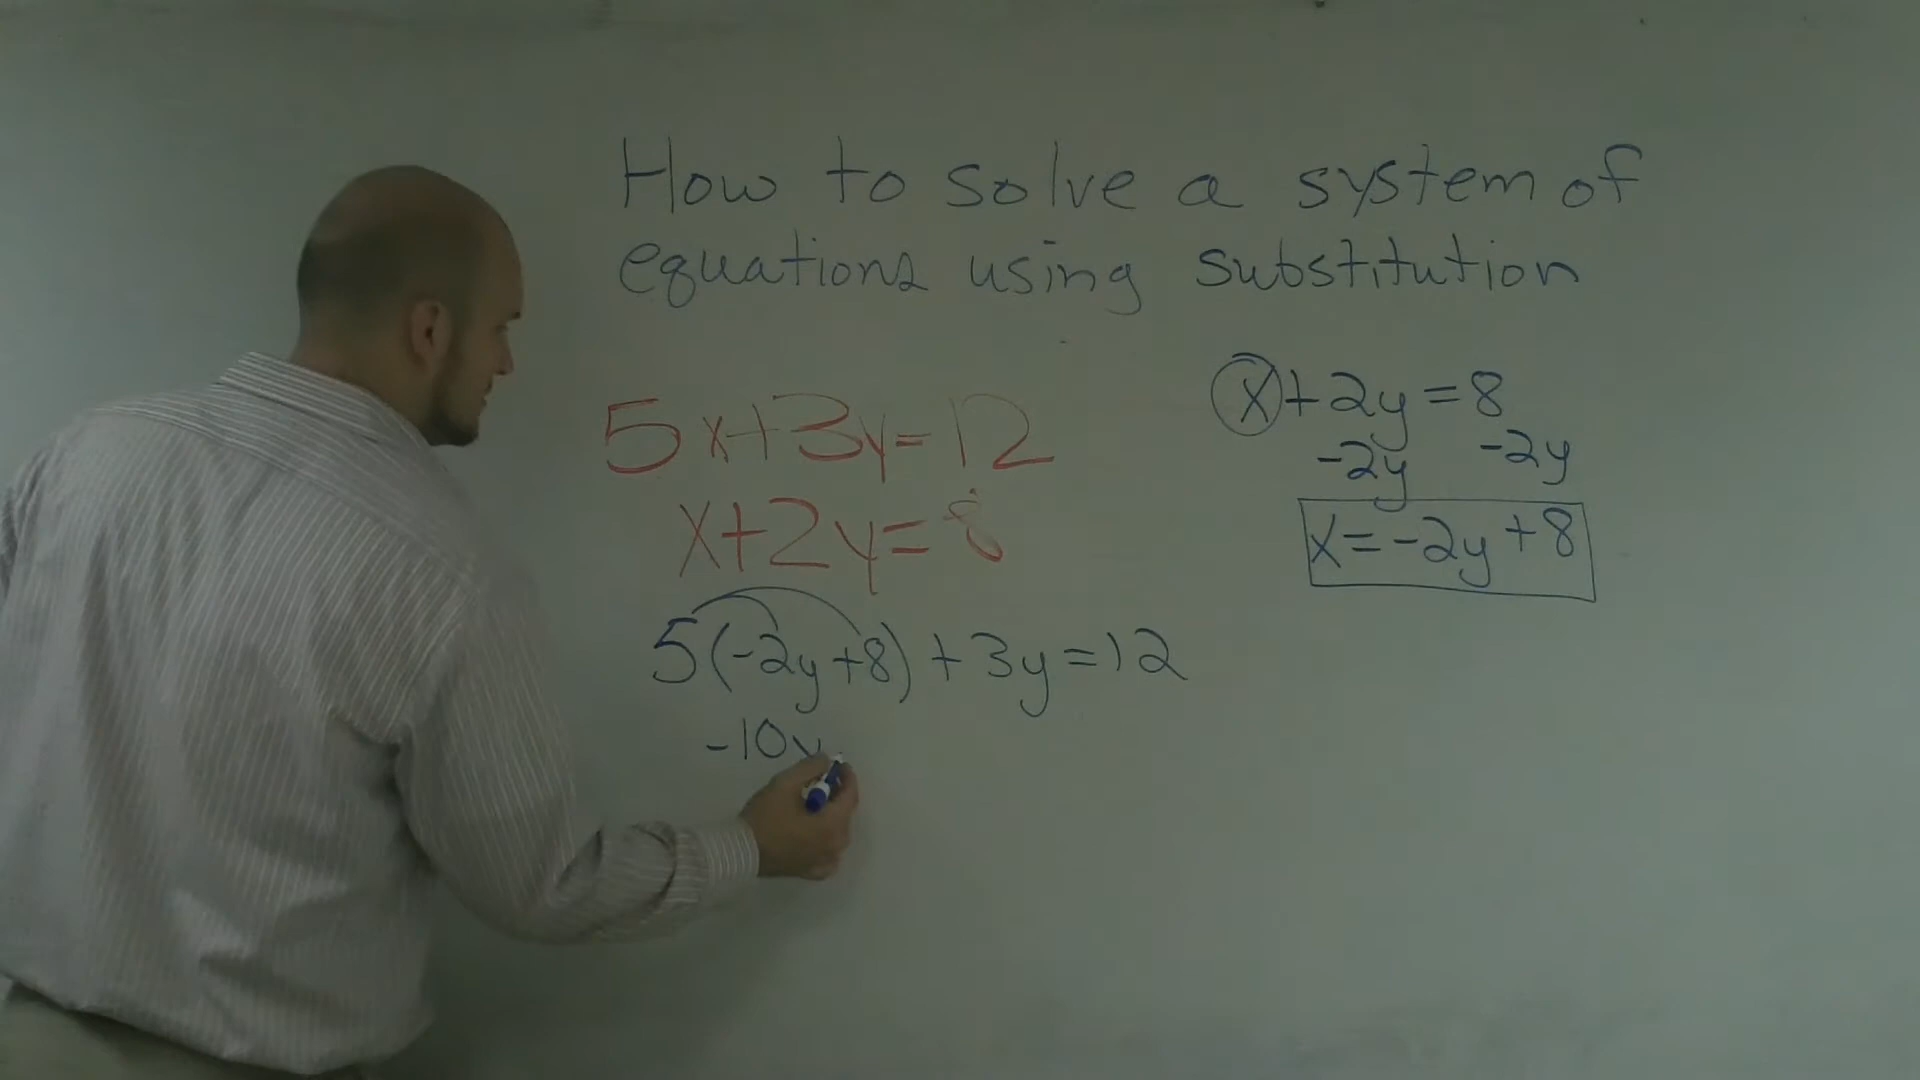 How to solve a system of
equations using substitution
5x+3y=12
x+2y=8
x+2y=8
-2y -2y
x=-2y+8
5(-2y+8)+3y=12
-10y